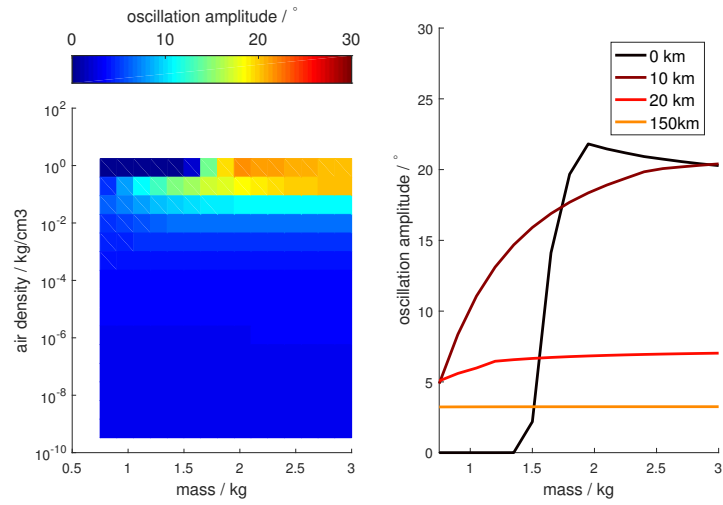 oscillation amplitude / °
0 10 20 30
air density / kg/cm3
10^2
10^0
10^-2
10^-4
10^-6
10^-8
10^-10
0.5 1 1.5 2 2.5 3
mass / kg
oscillation amplitude / °
30
25
20
15
10
5
0
1 1.5 2 2.5 3
mass / kg
0 km
10 km
20 km
150km